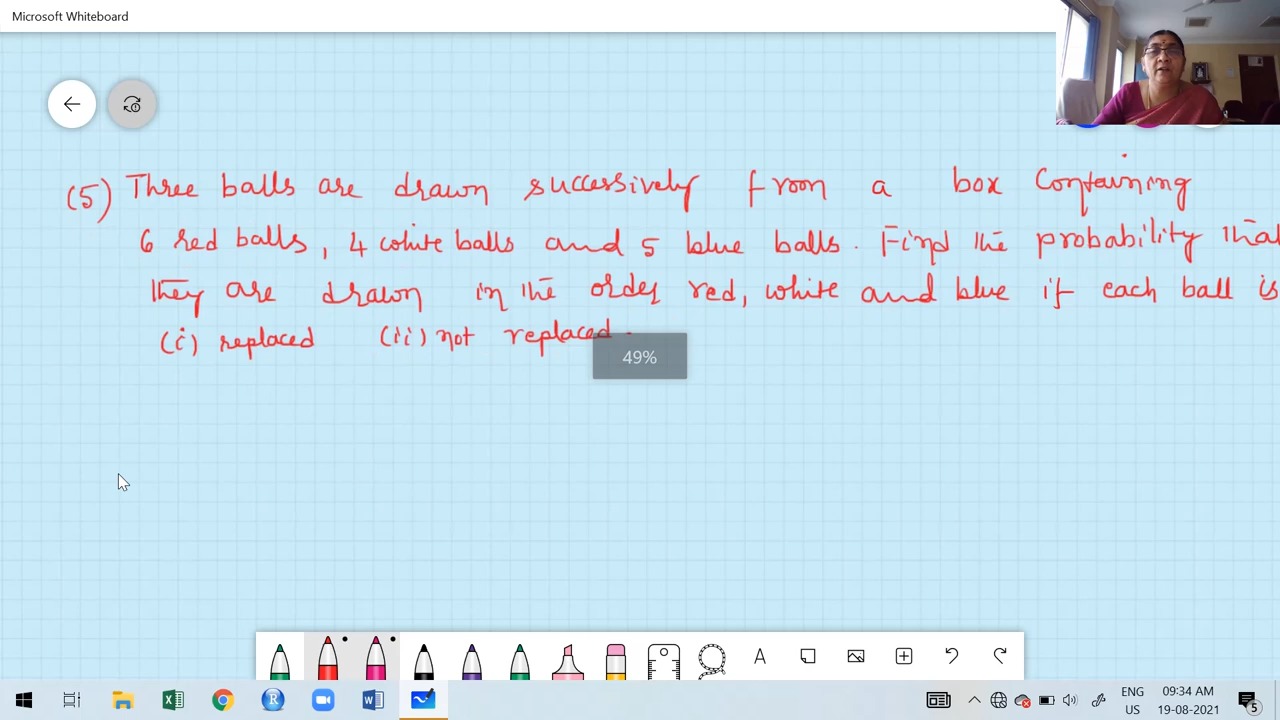 Microsoft Whiteboard
(5) Three balls are drawn successively from a box containing
6 red balls, 4 white balls and 5 blue balls. Find the probability that
they are drawn in the order red, white and blue if each ball is
(i) replaced (ii) not replaced.
49%
A
ENG
US
09:34 AM
19-08-2021
5